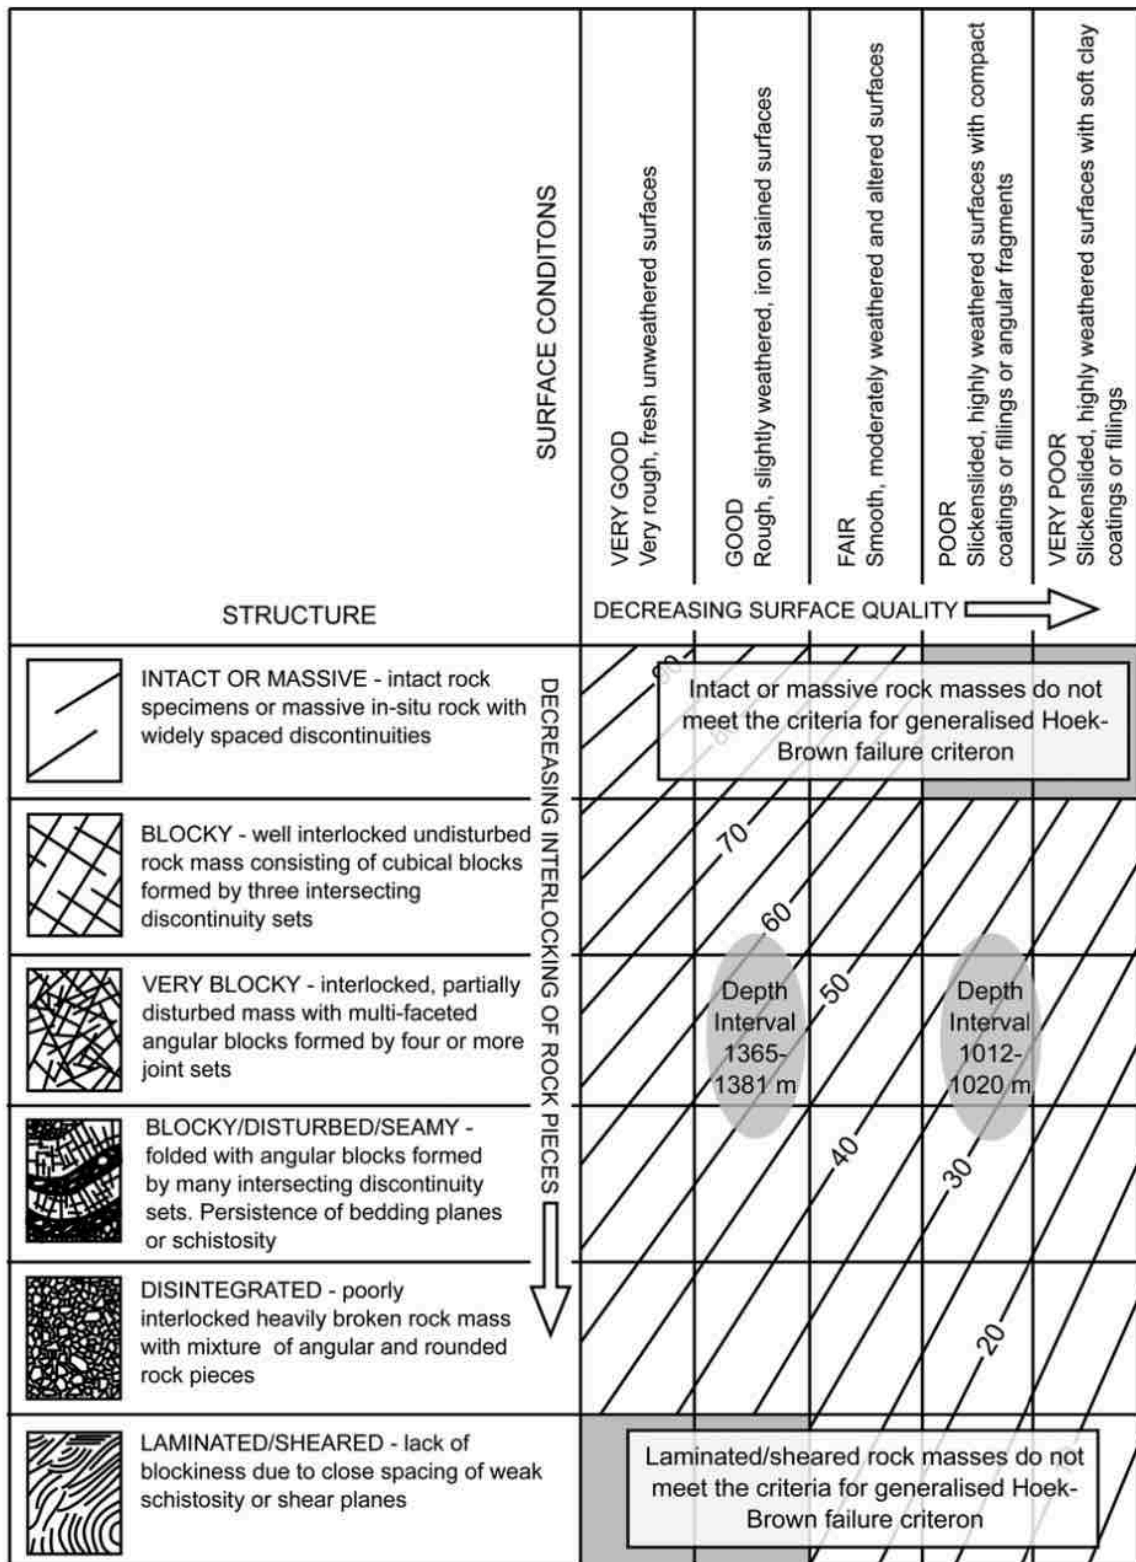 SURFACE CONDITONS
VERY GOOD
Very rough, fresh unweathered surfaces
GOOD
Rough, slightly weathered, iron stained surfaces
FAIR
Smooth, moderately weathered and altered surfaces
POOR
Slickenslided, highly weathered surfaces with compact
coatings or fillings or angular fragments
VERY POOR
Slickenslided, highly weathered surfaces with soft clay
coatings or fillings
STRUCTURE
DECREASING SURFACE QUALITY
DECREASING INTERLOCKING OF ROCK PIECES
INTACT OR MASSIVE - intact rock
specimens or massive in-situ rock with
widely spaced discontinuities
90
80
Intact or massive rock masses do not
meet the criteria for generalised Hoek-
Brown failure criteron
BLOCKY - well interlocked undisturbed
rock mass consisting of cubical blocks
formed by three intersecting
discontinuity sets
70
60
VERY BLOCKY - interlocked, partially
disturbed mass with multi-faceted
angular blocks formed by four or more
joint sets
Depth
Interval
1365-
1381 m
50
Depth
Interval
1012-
1020 m
BLOCKY/DISTURBED/SEAMY -
folded with angular blocks formed
by many intersecting discontinuity
sets. Persistence of bedding planes
or schistosity
40
30
DISINTEGRATED - poorly
interlocked heavily broken rock mass
with mixture of angular and rounded
rock pieces
20
LAMINATED/SHEARED - lack of
blockiness due to close spacing of weak
schistosity or shear planes
Laminated/sheared rock masses do not
meet the criteria for generalised Hoek-
Brown failure criterion
10